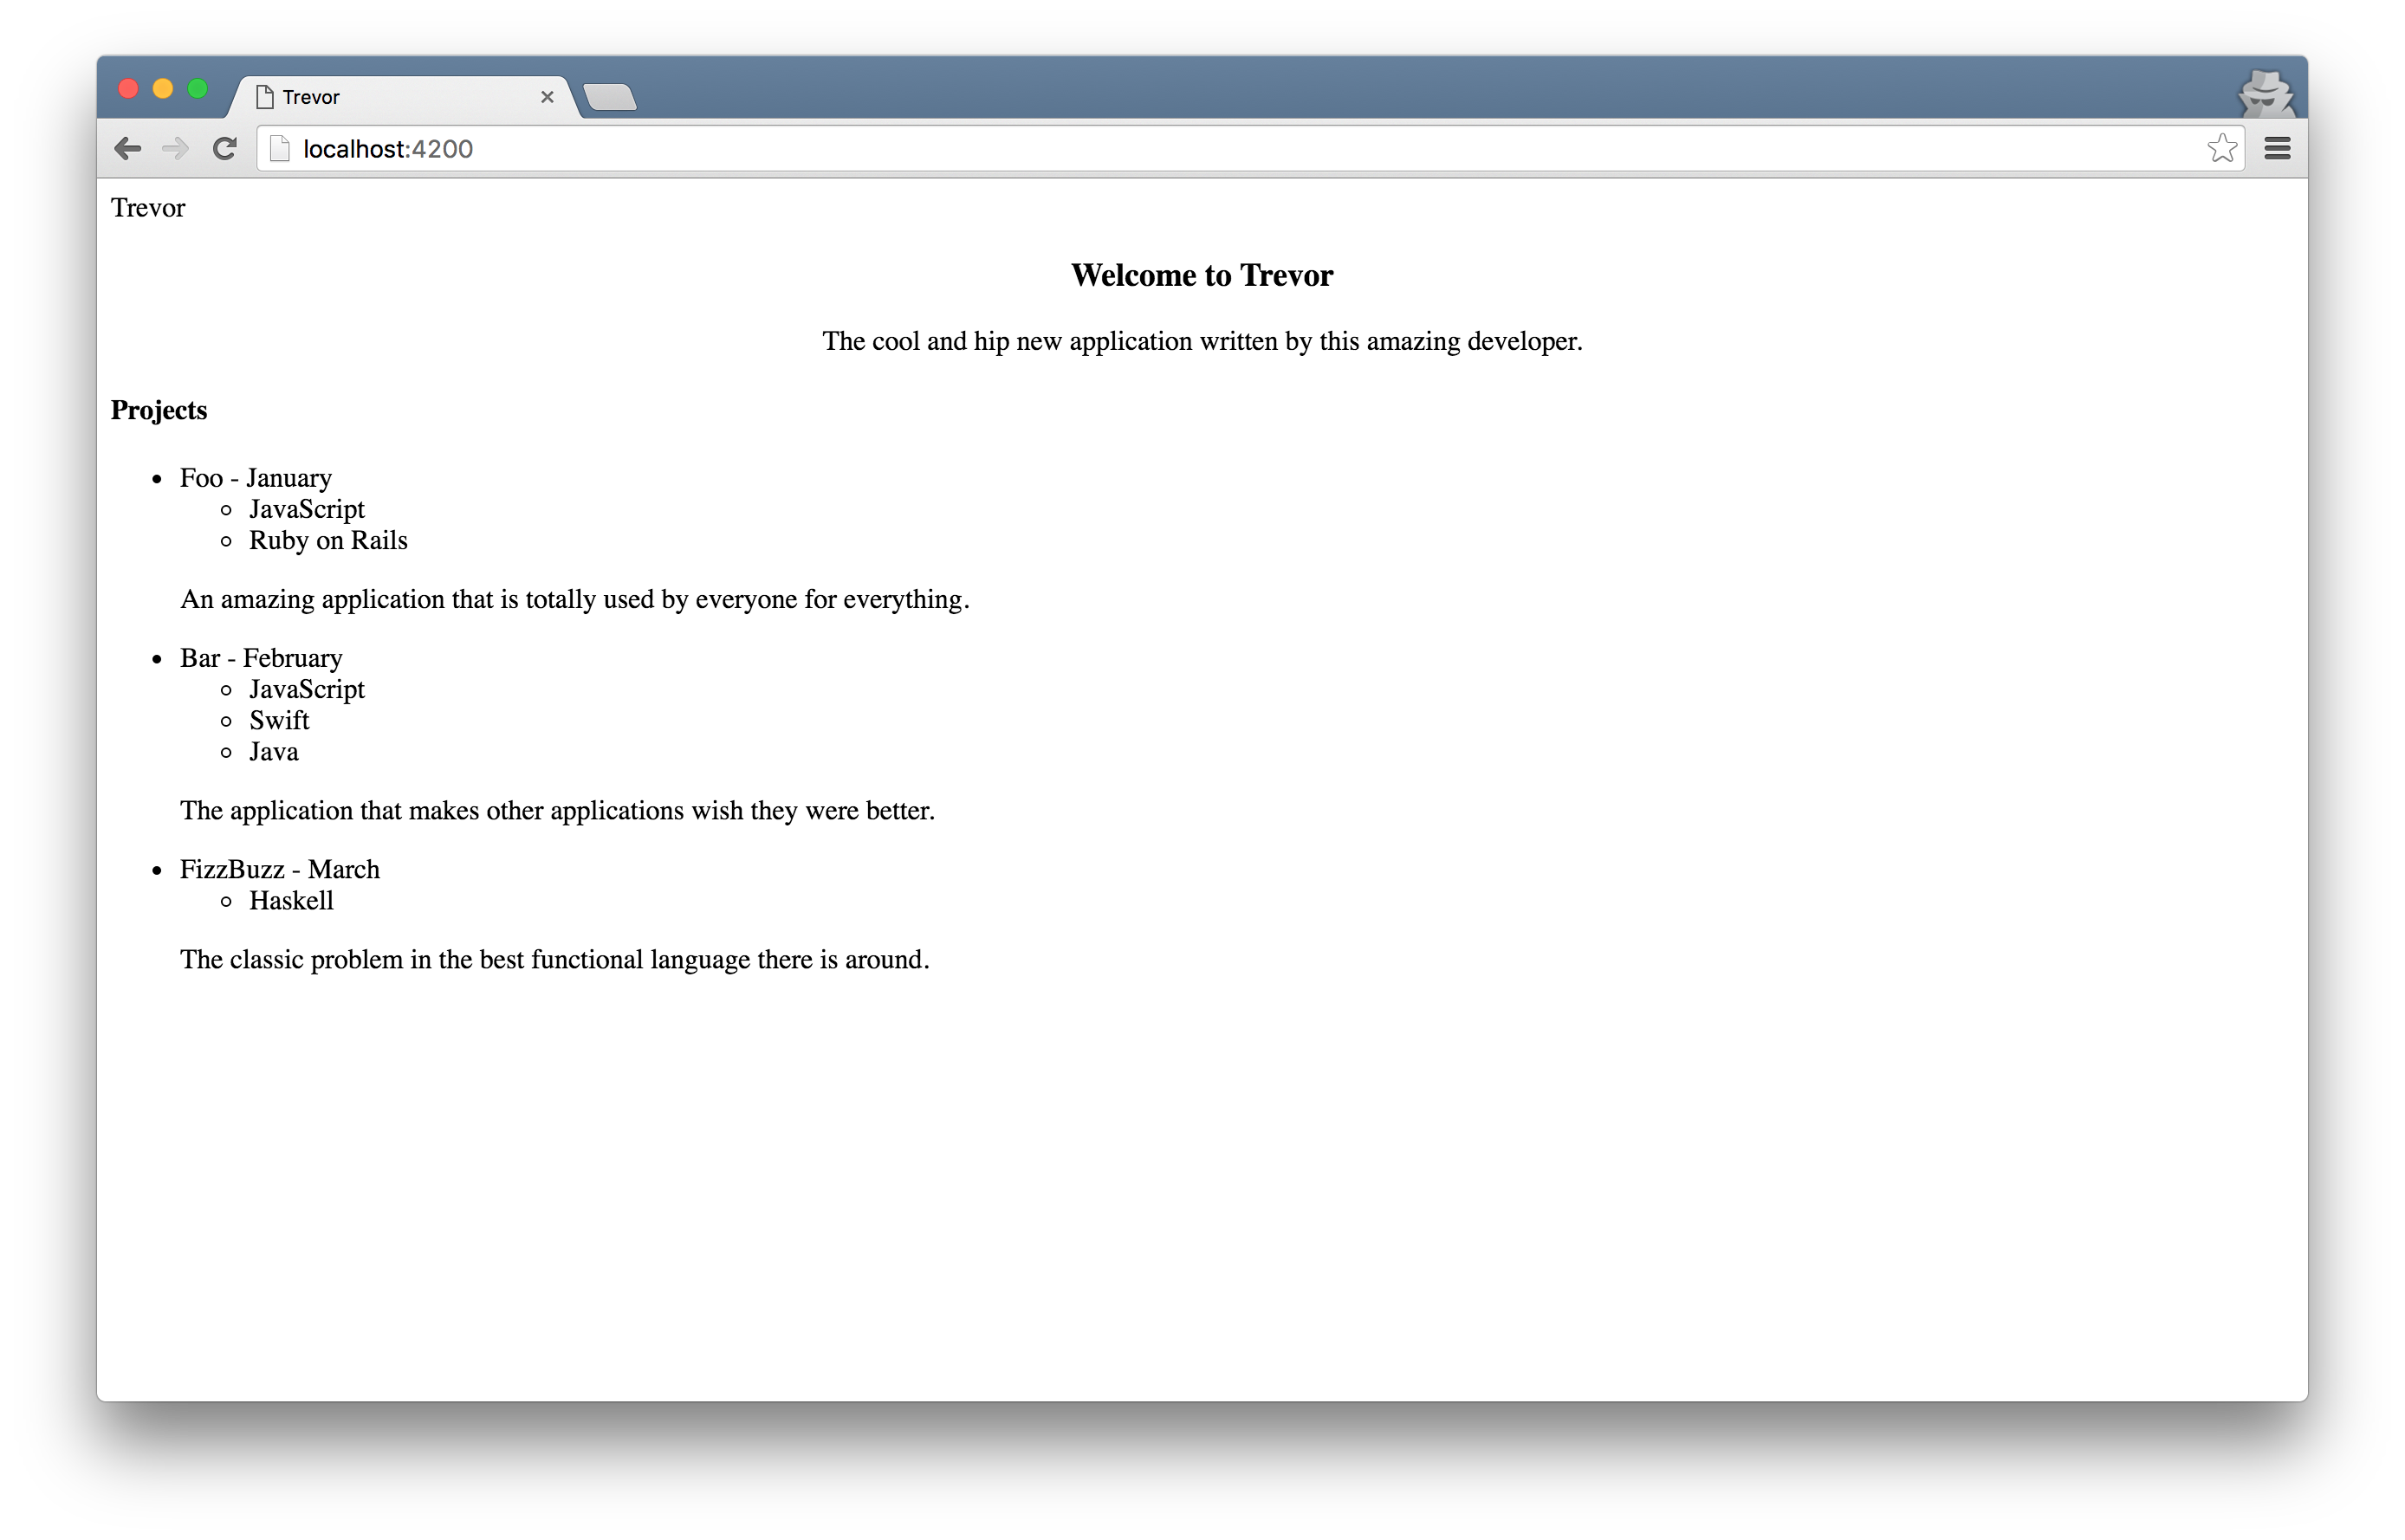 Trevor
localhost:4200
Trevor
Welcome to Trevor
The cool and hip new application written by this amazing developer.
Projects
Foo - January
JavaScript
Ruby on Rails
An amazing application that is totally used by everyone for everything.
Bar - February
JavaScript
Swift
Java
The application that makes other applications wish they were better.
FizzBuzz - March
Haskell
The classic problem in the best functional language there is around.